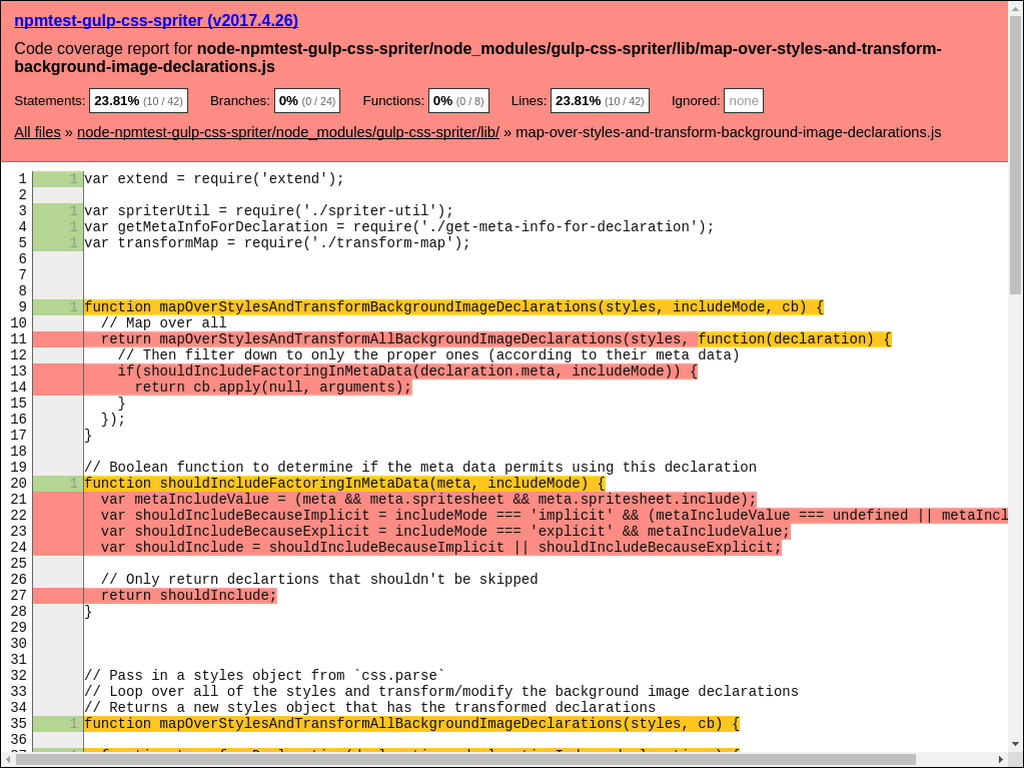 npmtest-gulp-css-spriter (v2017.4.26)
Code coverage report for node-npmtest-gulp-css-spriter/node_modules/gulp-css-spriter/lib/map-over-styles-and-transform-
background-image-declarations.js
Statements: 23.81% (10 / 42) Branches: 0% (0 / 24) Functions: 0% (0 / 8) Lines: 23.81% (10 / 42) Ignored: none
All files » node-npmtest-gulp-css-spriter/node_modules/gulp-css-spriter/lib/ » map-over-styles-and-transform-background-image-declarations.js
1 1 var extend = require('extend');
2
3 1 var spriterUtil = require('./spriter-util');
4 1 var getMetaInfoForDeclaration = require('./get-meta-info-for-declaration');
5 1 var transformMap = require('./transform-map');
6
7
8
9 1 function mapOverStylesAndTransformBackgroundImageDeclarations(styles, includeMode, cb) {
10 // Map over all
11 return mapOverStylesAndTransformAllBackgroundImageDeclarations(styles, function(declaration) {
12 // Then filter down to only the proper ones (according to their meta data)
13 if(shouldIncludeFactoringInMetaData(declaration.meta, includeMode)) {
14 return cb.apply(null, arguments);
15 }
16 });
17 }
18
19 // Boolean function to determine if the meta data permits using this declaration
20 1 function shouldIncludeFactoringInMetaData(meta, includeMode) {
21 var metaIncludeValue = (meta && meta.spritesheet && meta.spritesheet.include);
22 var shouldIncludeBecauseImplicit = includeMode === 'implicit' && (metaIncludeValue === undefined || metaIncl
23 var shouldIncludeBecauseExplicit = includeMode === 'explicit' && metaIncludeValue;
24 var shouldInclude = shouldIncludeBecauseImplicit || shouldIncludeBecauseExplicit;
25
26 // Only return declartions that shouldn't be skipped
27 return shouldInclude;
28 }
29
30
31
32 // Pass in a styles object from `css.parse`
33 // Loop over all of the styles and transform/modify the background image declarations
34 // Returns a new styles object that has the transformed declarations
35 1 function mapOverStylesAndTransformAllBackgroundImageDeclarations(styles, cb) {
36